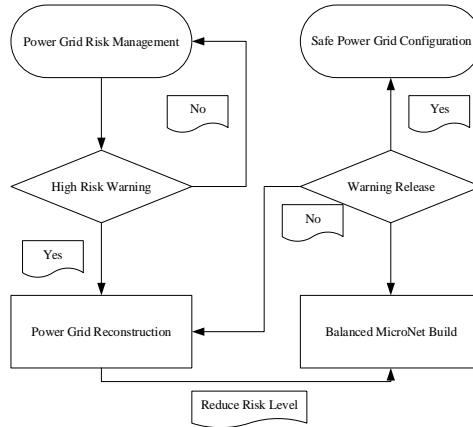 Power Grid Risk Management
Safe Power Grid Configuration
No
Yes
High Risk Warning
Warning Release
No
Yes
Power Grid Reconstruction
Balanced MicroNet Build
Reduce Risk Level